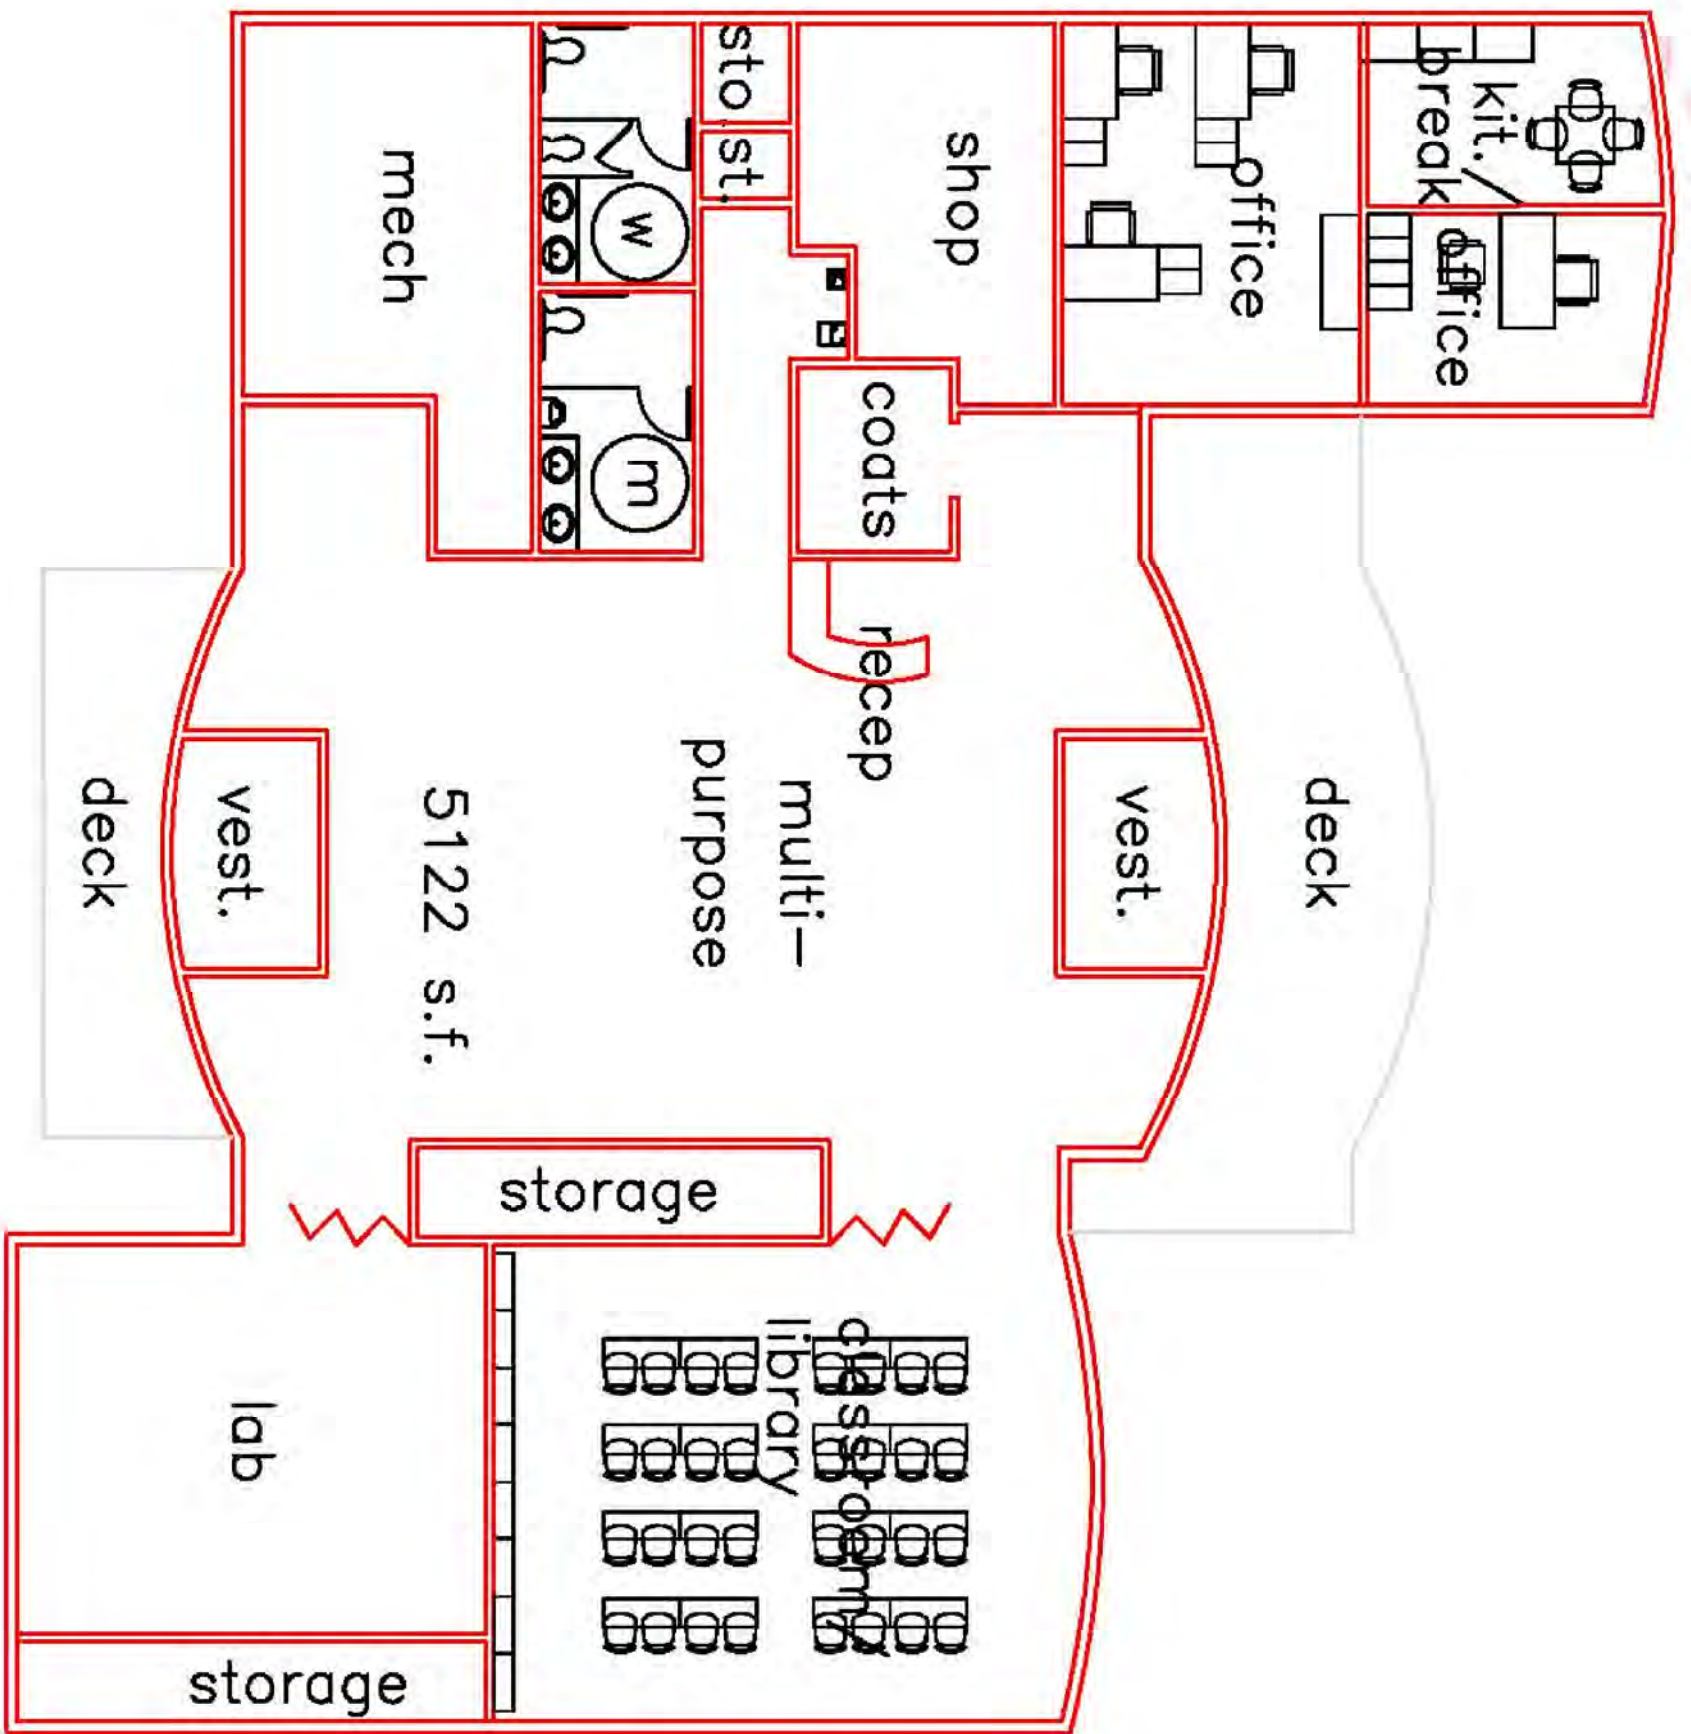 sto.
st.
mech
w
m
shop
office
kit.
break
office
coats
recep
deck
vest.
5122 s.f.
multi-
purpose
vest.
deck
storage
lab
classroom/
library
storage